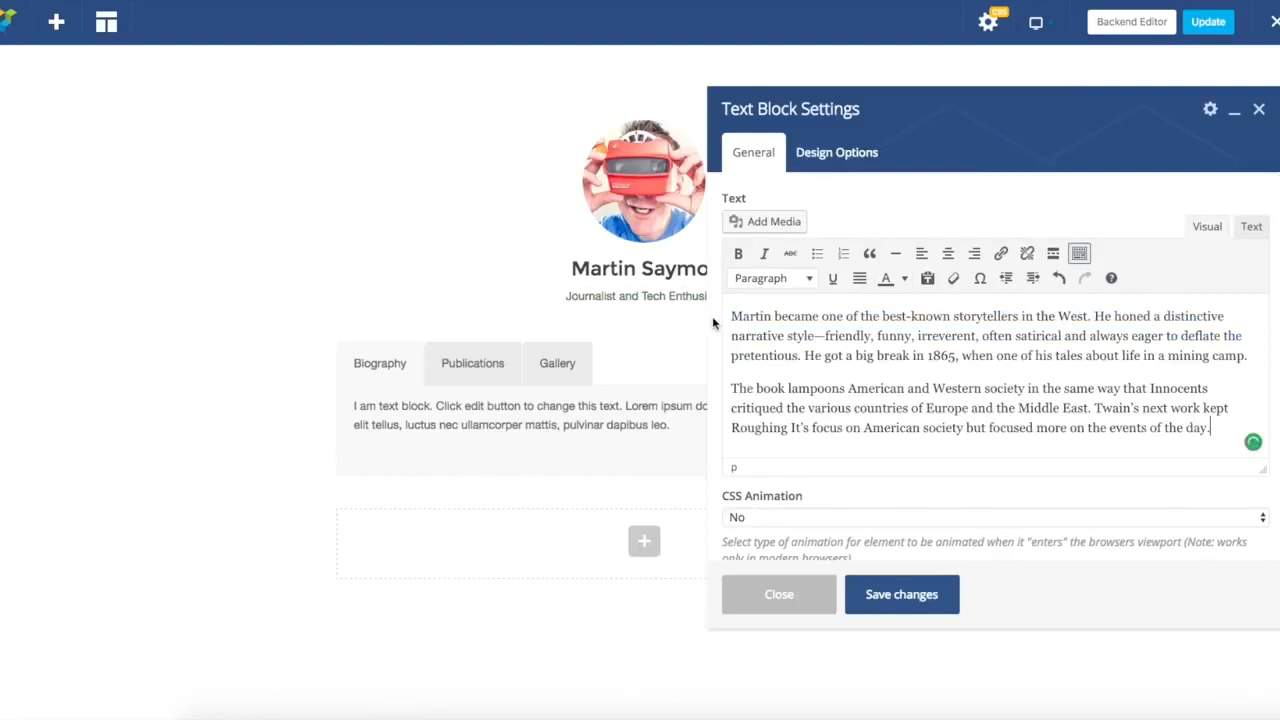 CSS
Backend Editor
Update
Text Block Settings
General
Design Options
Martin Saymo
Journalist and Tech Enthusi
Biography
Publications
Gallery
I am text block. Click edit button to change this text. Lorem ipsum do
elit tellus, luctus nec ullamcorper mattis, pulvinar dapibus leo.
Text
Add Media
Visual
Text
B
I
ABC
Paragraph
U
A
Martin became one of the best-known storytellers in the West. He honed a distinctive
narrative style—friendly, funny, irreverent, often satirical and always eager to deflate the
pretentious. He got a big break in 1865, when one of his tales about life in a mining camp.
The book lampoons American and Western society in the same way that Innocents
critiqued the various countries of Europe and the Middle East. Twain's next work kept
Roughing It's focus on American society but focused more on the events of the day.
p
CSS Animation
No
Select type of animation for element to be animated when it "enters" the browsers viewport (Note: works
only in modern browsers)
Close
Save changes